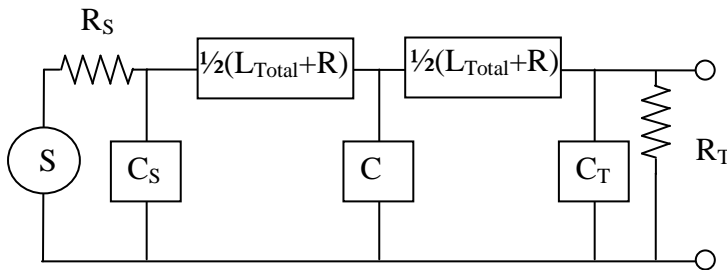 R_S
½(L_Total+R)
½(L_Total+R)
S
C_S
C
C_T
R_T